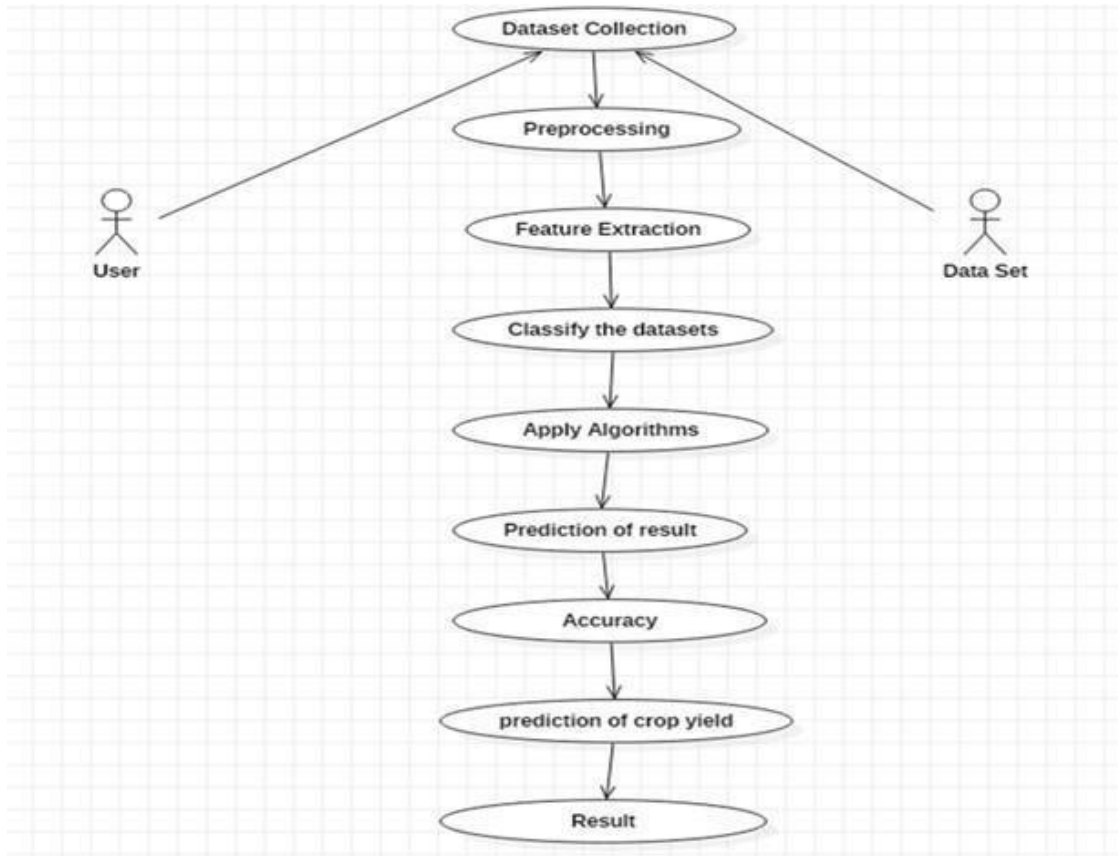 Dataset Collection
Preprocessing
Feature Extraction
User
Data Set
Classify the datasets
Apply Algorithms
Prediction of result
Accuracy
prediction of crop yield
Result